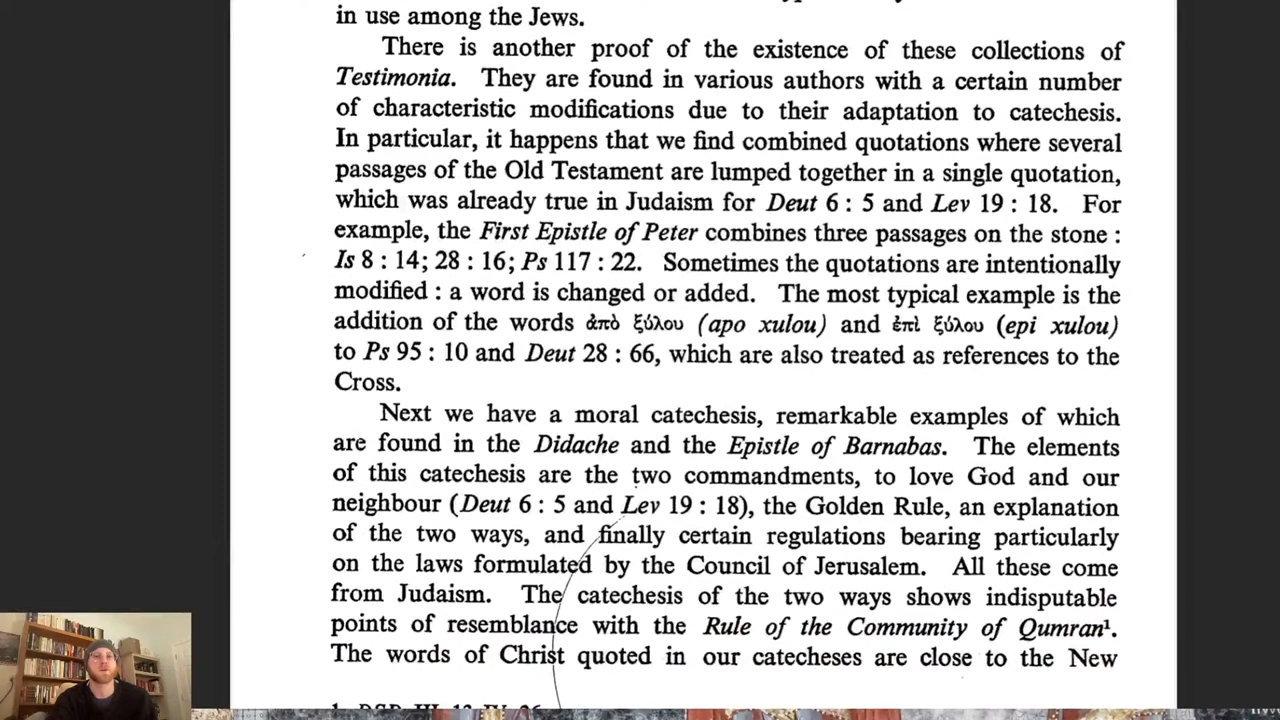 in use among the Jews.
There is another proof of the existence of these collections of
Testimonia. They are found in various authors with a certain number
of characteristic modifications due to their adaptation to catechesis.
In particular, it happens that we find combined quotations where several
passages of the Old Testament are lumped together in a single quotation,
which was already true in Judaism for Deut 6 : 5 and Lev 19 : 18. For
example, the First Epistle of Peter combines three passages on the stone :
Is 8 : 14; 28 : 16; Ps 117 : 22. Sometimes the quotations are intentionally
modified : a word is changed or added. The most typical example is the
addition of the words ἀπὸ ξύλου (apo xulou) and ἐπὶ ξύλου (epi xulou)
to Ps 95 : 10 and Deut 28 : 66, which are also treated as references to the
Cross.
Next we have a moral catechesis, remarkable examples of which
are found in the Didache and the Epistle of Barnabas. The elements
of this catechesis are the two commandments, to love God and our
neighbour (Deut 6 : 5 and Lev 19 : 18), the Golden Rule, an explanation
of the two ways, and finally certain regulations bearing particularly
on the laws formulated by the Council of Jerusalem. All these come
from Judaism. The catechesis of the two ways shows indisputable
points of resemblance with the Rule of the Community of Qumran¹.
The words of Christ quoted in our catecheses are close to the New